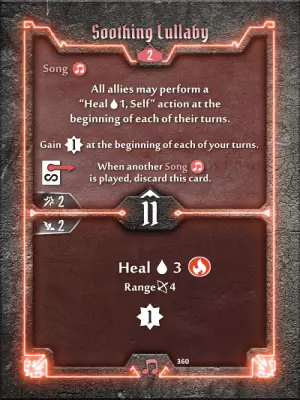 Soothing Lullaby
2
Song
All allies may perform a
“Heal 1, Self” action at the
beginning of each of their turns.
Gain 1 at the beginning of each of your turns.
When another Song
is played, discard this card.
2
11
2
Heal 3
Range 4
1
360